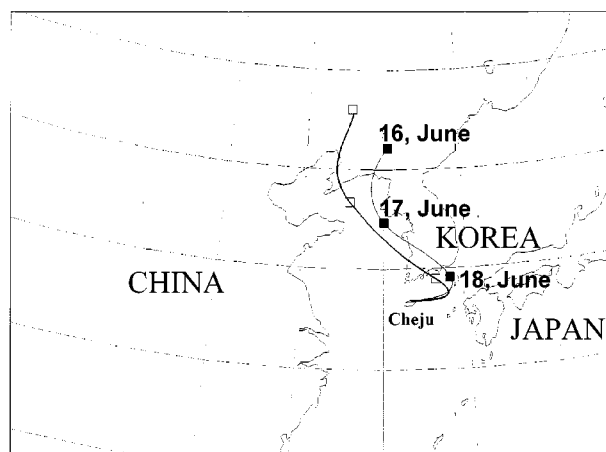 16, June
17, June
KOREA
CHINA
18, June
Cheju
JAPAN